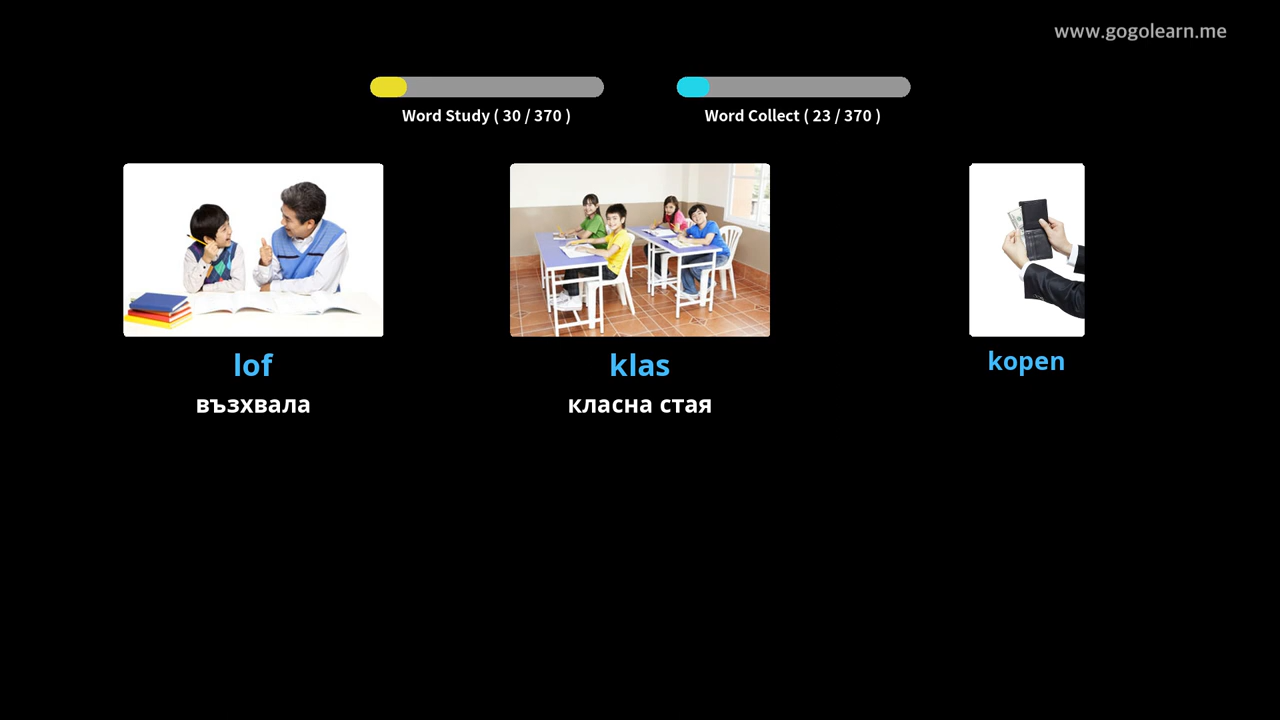 www.gogolearn.me
Word Study ( 30 / 370 )
Word Collect ( 23 / 370 )
lof
възхвала
klas
класна стая
kopen